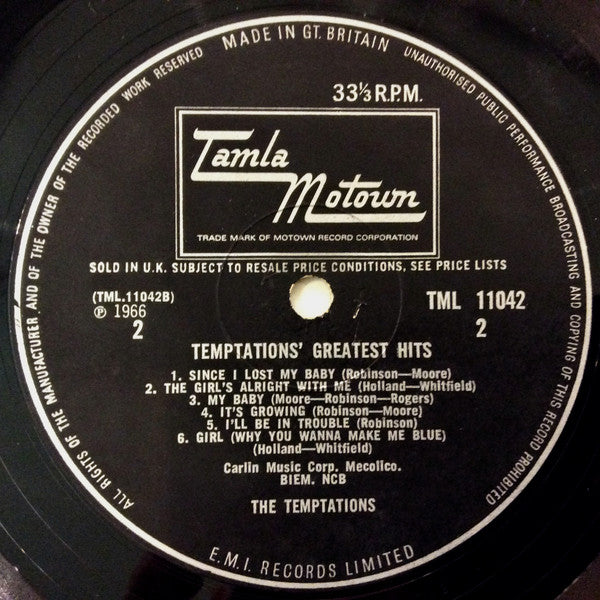 MADE IN GT. BRITAIN
UNAUTHORISED PUBLIC PERFORMANCE BROADCASTING AND COPYING OF THIS RECORD PROHIBITED
ALL RIGHTS OF THE MANUFACTURER AND OF THE OWNER OF THE RECORDED WORK RESERVED
33⅓ R.P.M.
Tamla
Motown
TRADE MARK OF MOTOWN RECORD CORPORATION
SOLD IN U.K. SUBJECT TO RESALE PRICE CONDITIONS, SEE PRICE LISTS
(TML.11042B)
TML 11042
℗ 1966
2
2
TEMPTATIONS' GREATEST HITS
1. SINCE I LOST MY BABY (Robinson—Moore)
2. THE GIRL'S ALRIGHT WITH ME (Holland—Whitfield)
3. MY BABY (Moore—Robinson—Rogers)
4. IT'S GROWING (Robinson—Moore)
5. I'LL BE IN TROUBLE (Robinson)
6. GIRL (WHY YOU WANNA MAKE ME BLUE)
(Holland—Whitfield)
Carlin Music Corp. Mecolico.
BIEM. NCB
THE TEMPTATIONS
E.M.I. RECORDS LIMITED